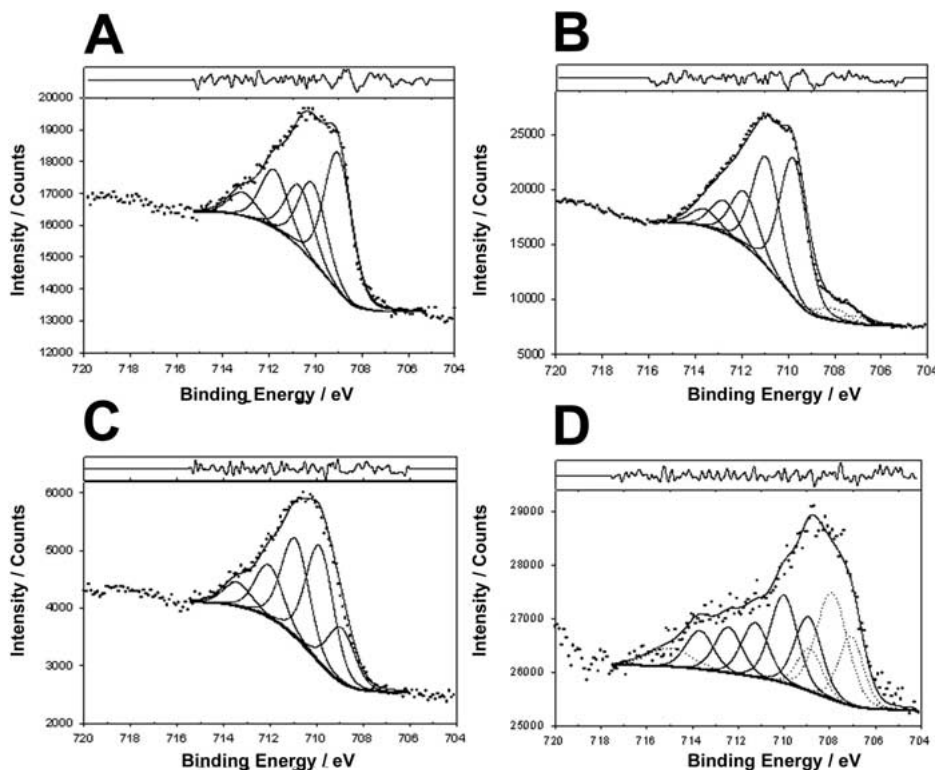 A
B
20000
19000
18000
17000
16000
15000
14000
13000
12000
Intensity / Counts
720 718 716 714 712 710 708 706 704
Binding Energy / eV
25000
20000
15000
10000
5000
Intensity / Counts
720 718 716 714 712 710 708 706 704
Binding Energy / eV
C
D
6000
5000
4000
3000
2000
Intensity / Counts
720 718 716 714 712 710 708 706 704
Binding Energy / eV
29000
28000
27000
26000
25000
Intensity / Counts
720 718 716 714 712 711 709 708 706 704
Binding Energy / eV